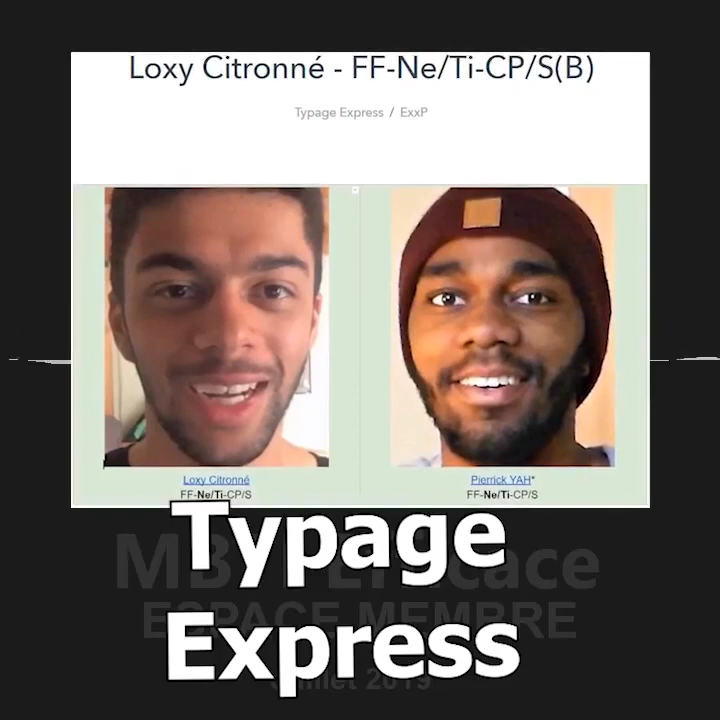 Loxy Citronné - FF-Ne/Ti-CP/S(B)
Typage Express / ExxP
Loxy Citronné
FF-Ne/Ti-CP/S
Pierrick YAH*
FF-Ne/Ti-CP/S
Typage
Express
ESPACE MEMBRE